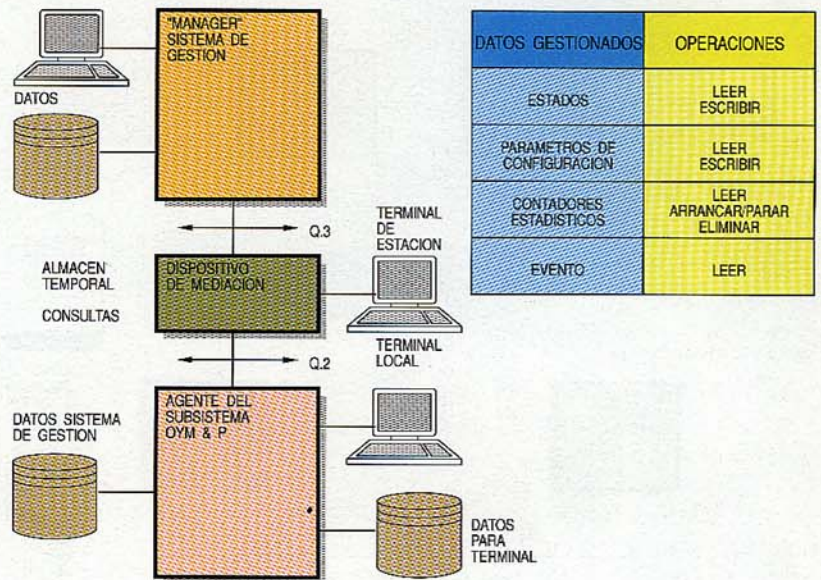 "MANAGER"
SISTEMA DE
GESTION
DATOS
Q.3
ALMACEN
TEMPORAL
CONSULTAS
DISPOSITIVO
DE MEDIACION
TERMINAL
DE
ESTACION
TERMINAL
LOCAL
Q.2
AGENTE DEL
SUBSISTEMA
OYM & P
DATOS SISTEMA
DE GESTION
DATOS
PARA
TERMINAL
DATOS GESTIONADOS
OPERACIONES
ESTADOS
LEER
ESCRIBIR
PARAMETROS DE
CONFIGURACION
LEER
ESCRIBIR
CONTADORES
ESTADISTICOS
LEER
ARRANCAR/PARAR
ELIMINAR
EVENTO
LEER